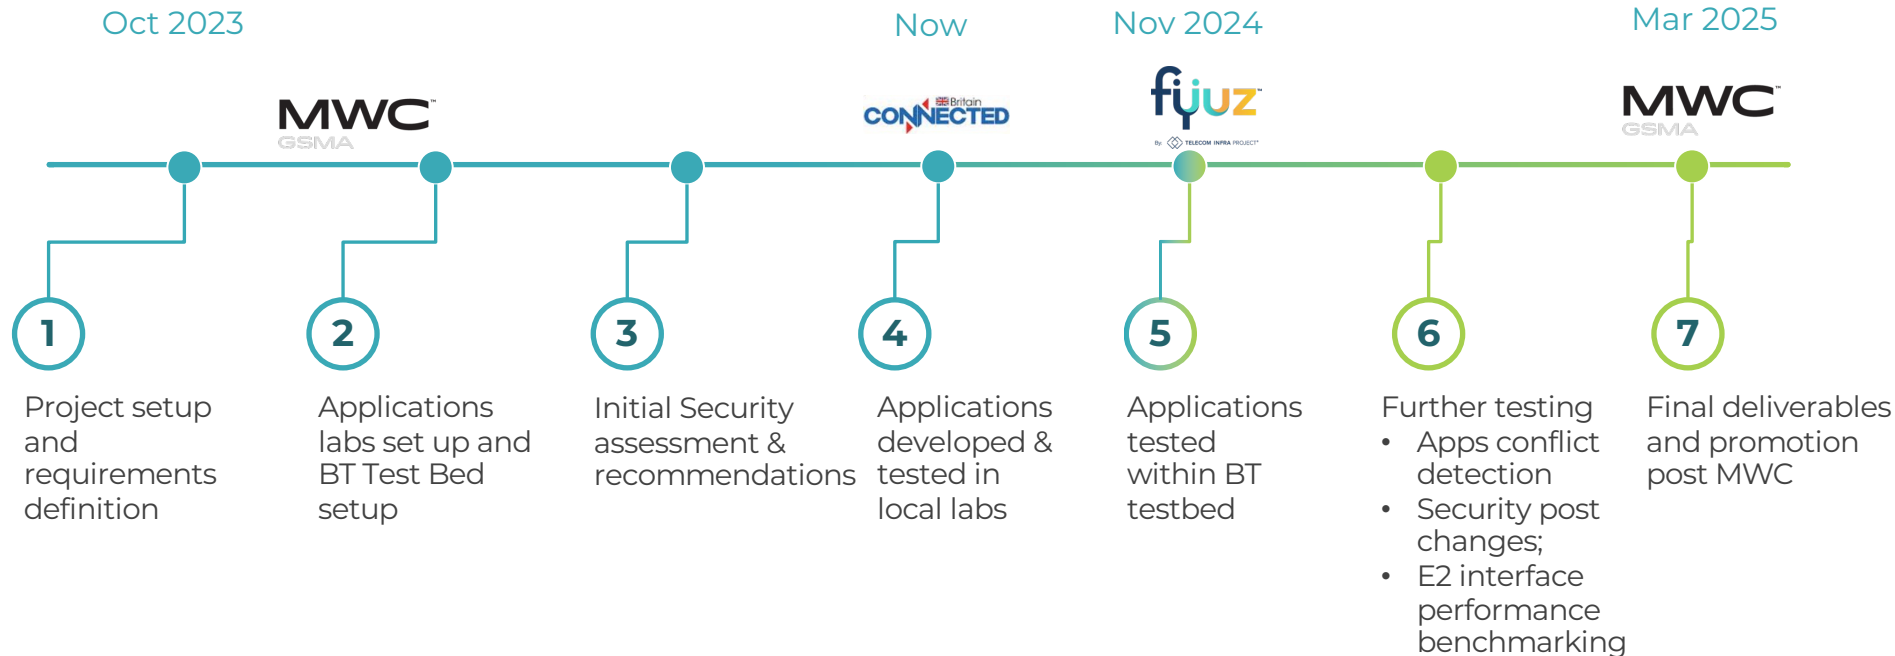 Oct 2023
Now
Nov 2024
Mar 2025
MWC™
GSMA
Britain
CONNECTED
fyuz™
By: TELECOM INFRA PROJECT®
MWC™
GSMA
1
2
3
4
5
6
7
Project setup
and
requirements
definition
Applications
labs set up and
BT Test Bed
setup
Initial Security
assessment &
recommendations
Applications
developed &
tested in
local labs
Applications
tested
within BT
testbed
Further testing
• Apps conflict
detection
• Security post
changes;
• E2 interface
performance
benchmarking
Final deliverables
and promotion
post MWC